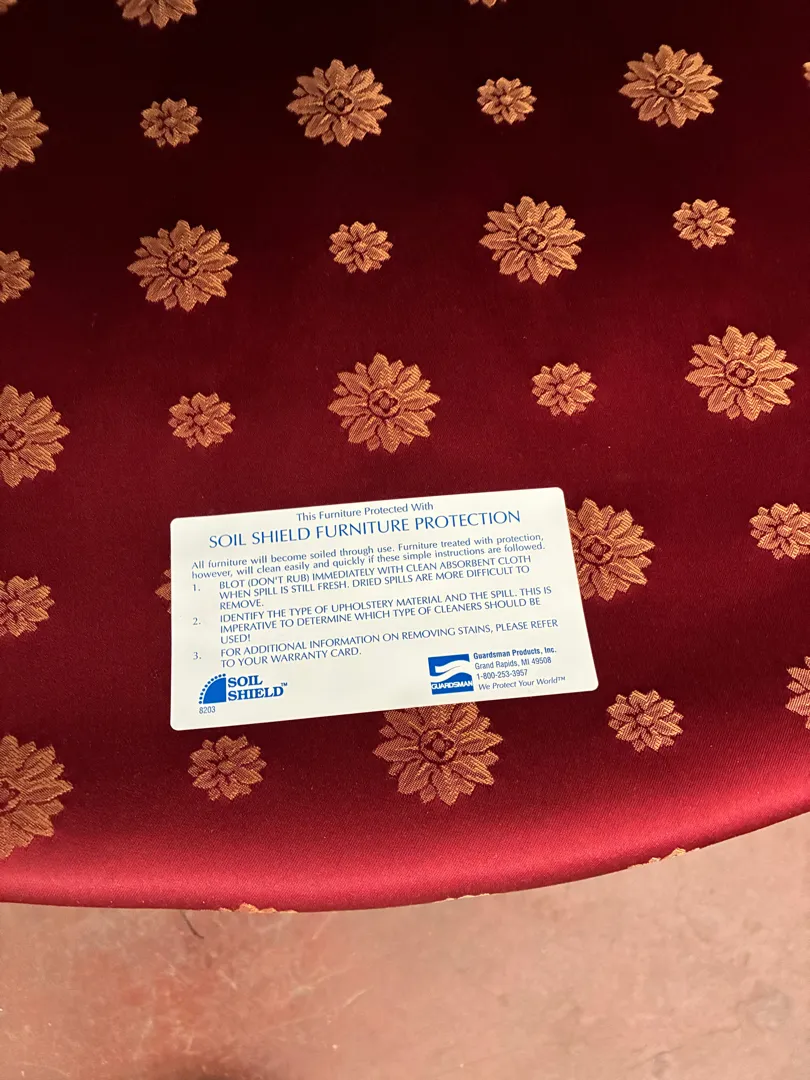 This Furniture Protected With
SOIL SHIELD FURNITURE PROTECTION
All furniture will become soiled through use. Furniture treated with protection,
however, will clean easily and quickly if these simple instructions are followed.
1. BLOT (DON'T RUB) IMMEDIATELY WITH CLEAN ABSORBENT CLOTH
WHEN SPILL IS STILL FRESH. DRIED SPILLS ARE MORE DIFFICULT TO
REMOVE.
2. IDENTIFY THE TYPE OF UPHOLSTERY MATERIAL AND THE SPILL. THIS IS
IMPERATIVE TO DETERMINE WHICH TYPE OF CLEANERS SHOULD BE
USED!
3. FOR ADDITIONAL INFORMATION ON REMOVING STAINS, PLEASE REFER
TO YOUR WARRANTY CARD.
SOIL
SHIELD™
8203
GUARDSMAN
Guardsman Products, Inc.
Grand Rapids, MI 49508
1-800-253-3957
We Protect Your World™